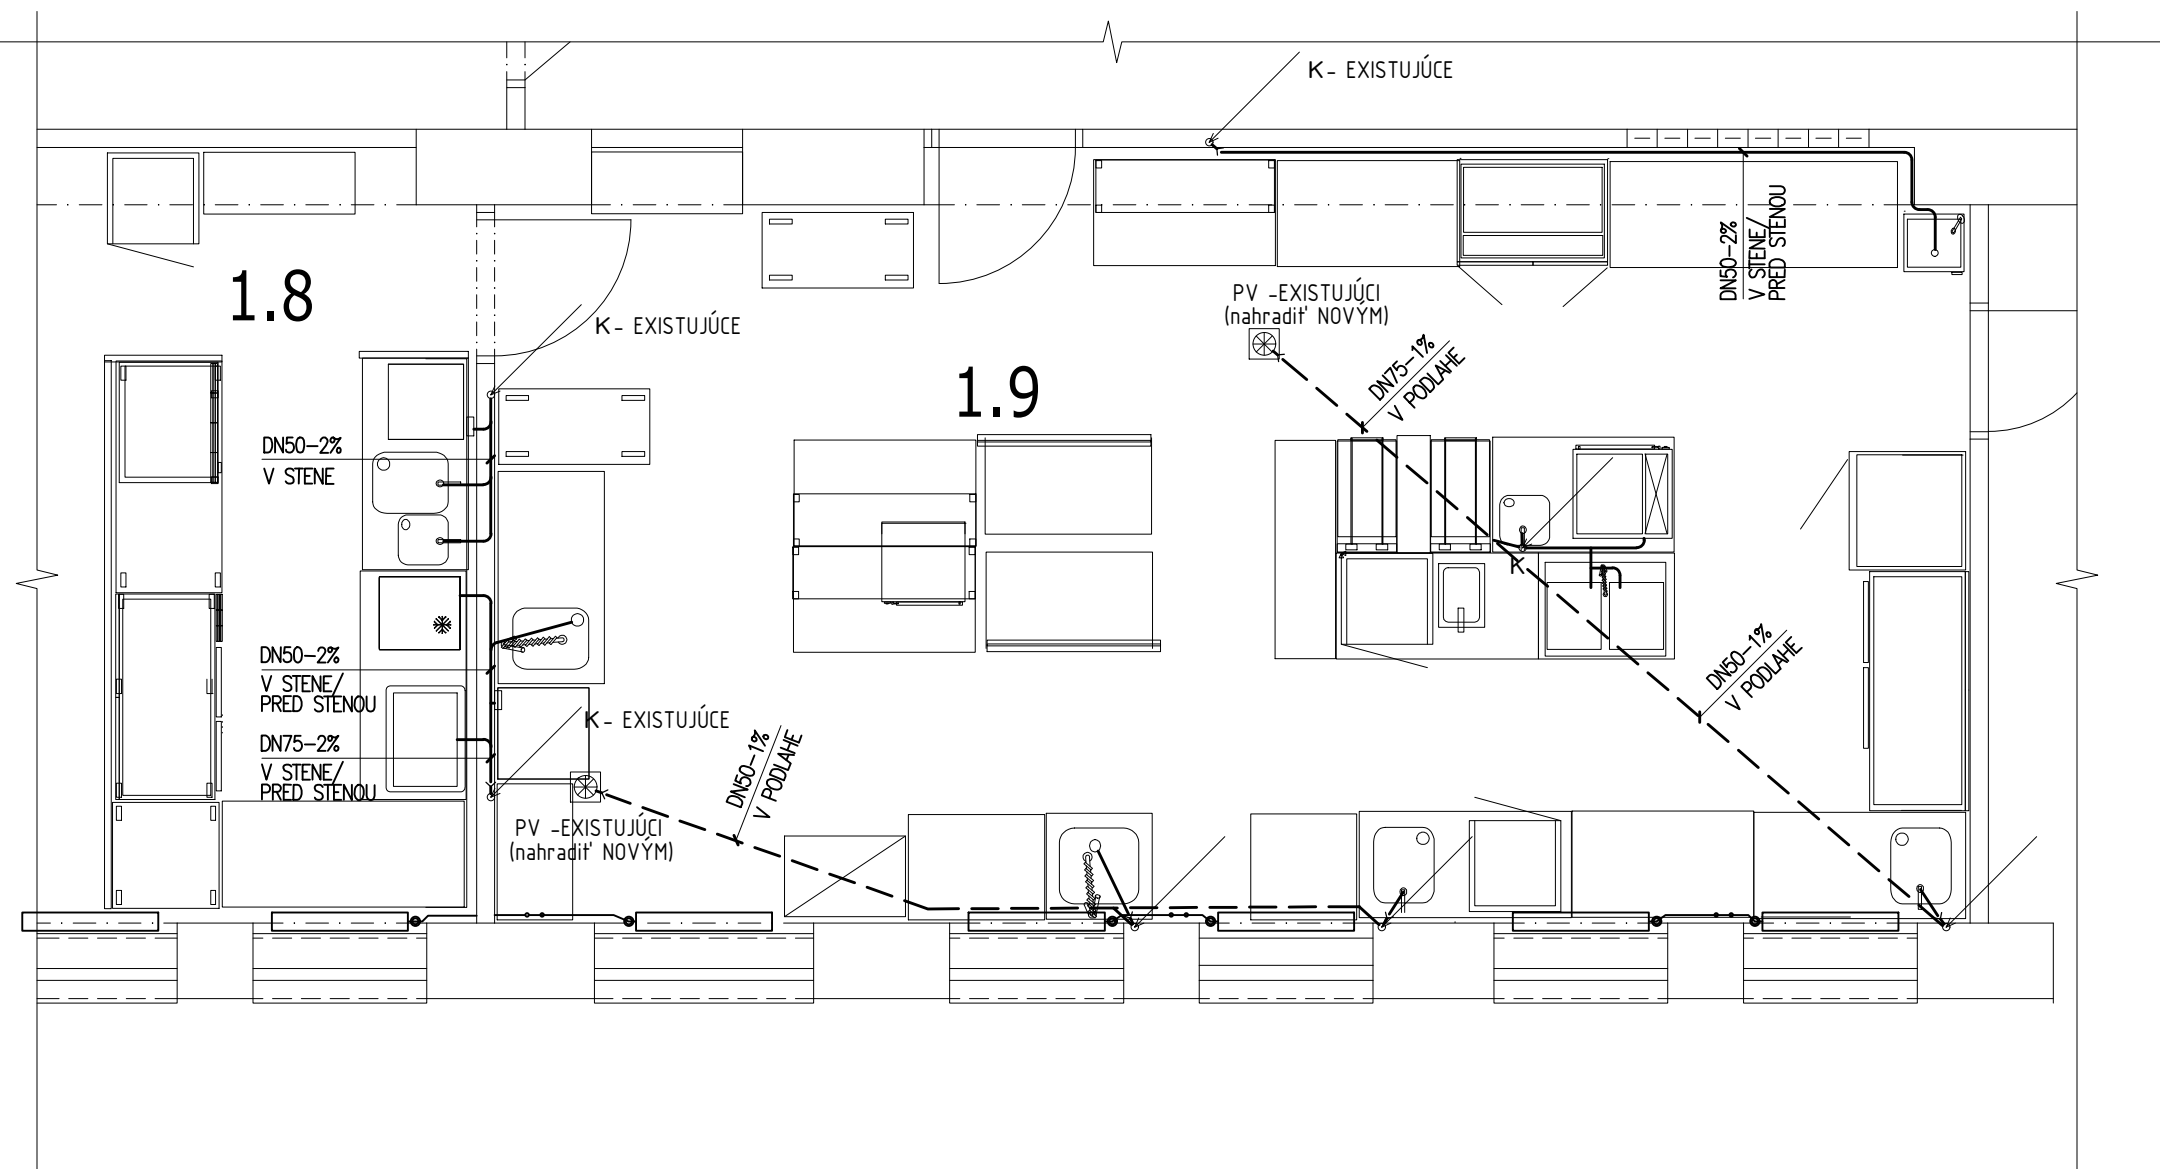 K- EXISTUJÚCE
DN50-2%
V STENE/
PRED STENOU
1.8
PV -EXISTUJÚCI
(nahradiť NOVÝM)
K- EXISTUJÚCE
DN75-1%
V PODLAHE
1.9
DN50-2%
V STENE
K
DN50-2%
V STENE/
PRED STENOU
DN50-1%
V PODLAHE
K- EXISTUJÚCE
DN75-2%
V STENE/
PRED STENOU
DN50-1%
V PODLAHE
PV -EXISTUJÚCI
(nahradiť NOVÝM)